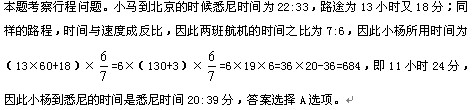 本题考察行程问题。小马到北京的时候悉尼时间为 22:33，路途为 13 小时又 18 分；同
样的路程，时间与速度成反比，因此两班航机的时间之比为 7:6，因此小杨所用时间为
（13×60+18）×6/7=6×（130+3）×6/7=6×19×6=36×20-36=684，即 11 小时 24 分，
因此小杨到悉尼的时间是悉尼时间 20:39 分，答案选择 A 选项。